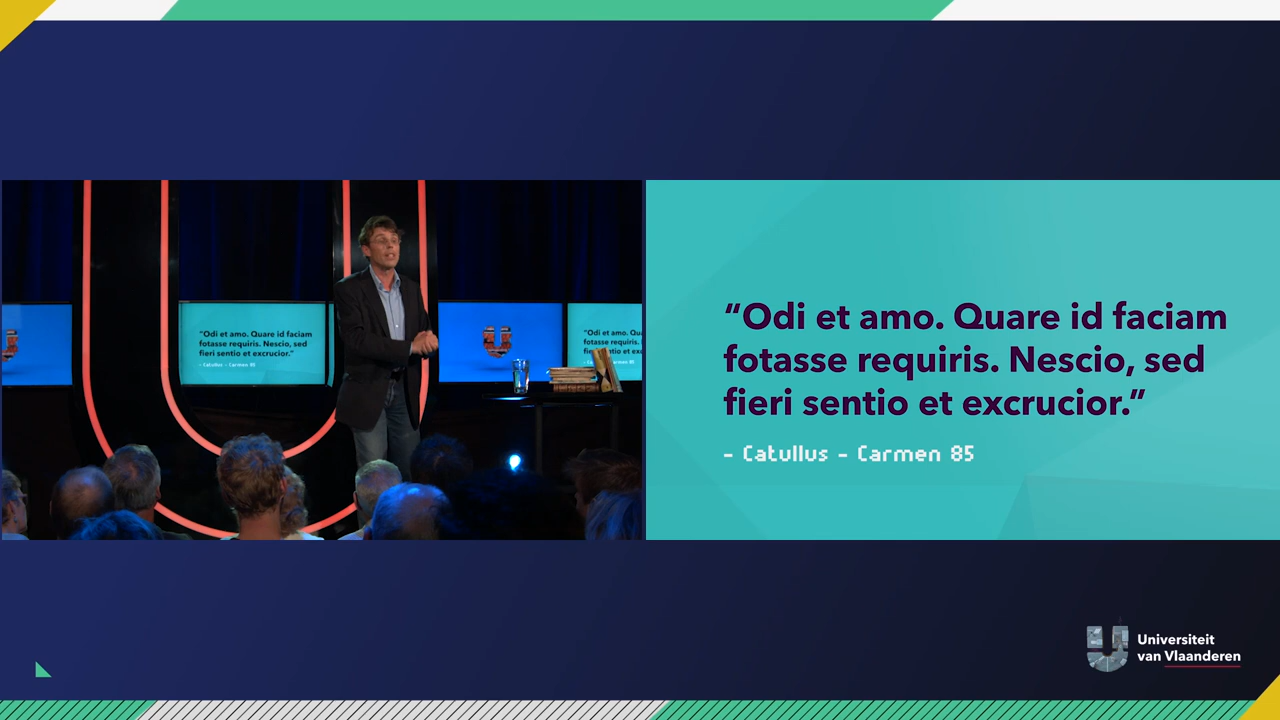 “Odi et amo. Quare id faciam
fotasse requiris. Nescio, sed
fieri sentio et excrucior.”
- Catullus - Carmen 85
“Odi et amo. Quare id faciam
fotasse requiris. Nescio, sed
fieri sentio et excrucior.”
- Catullus - Carmen 85
Universiteit
van Vlaanderen